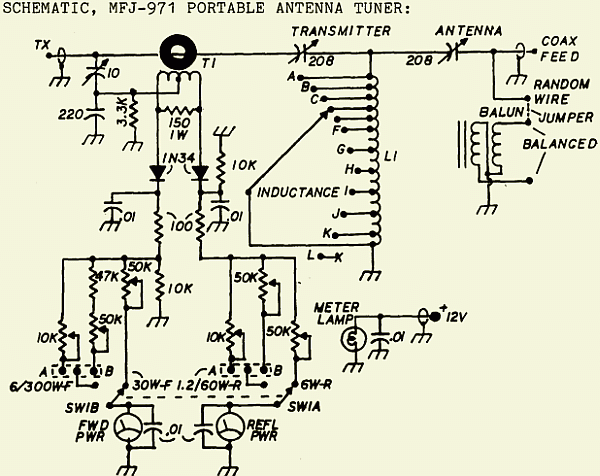 SCHEMATIC, MFJ-971 PORTABLE ANTENNA TUNER:
TRANSMITTER
ANTENNA
TX
10
T1
208
208
COAX
FEED
A
B
C
F
G
H
I
J
K
L K
L1
220
3.3K
150
1W
1N34
10K
RANDOM
WIRE
BALUN
JUMPER
BALANCED
INDUCTANCE
.01
.01
100
47K
50K
10K
50K
50K
50K
10K
10K
A B
A B
METER
LAMP
.01
+
12V
6/300W-F
30W-F
1.2/60W-R
6W-R
SW1B
SW1A
FWD
PWR
.01
REFL
PWR